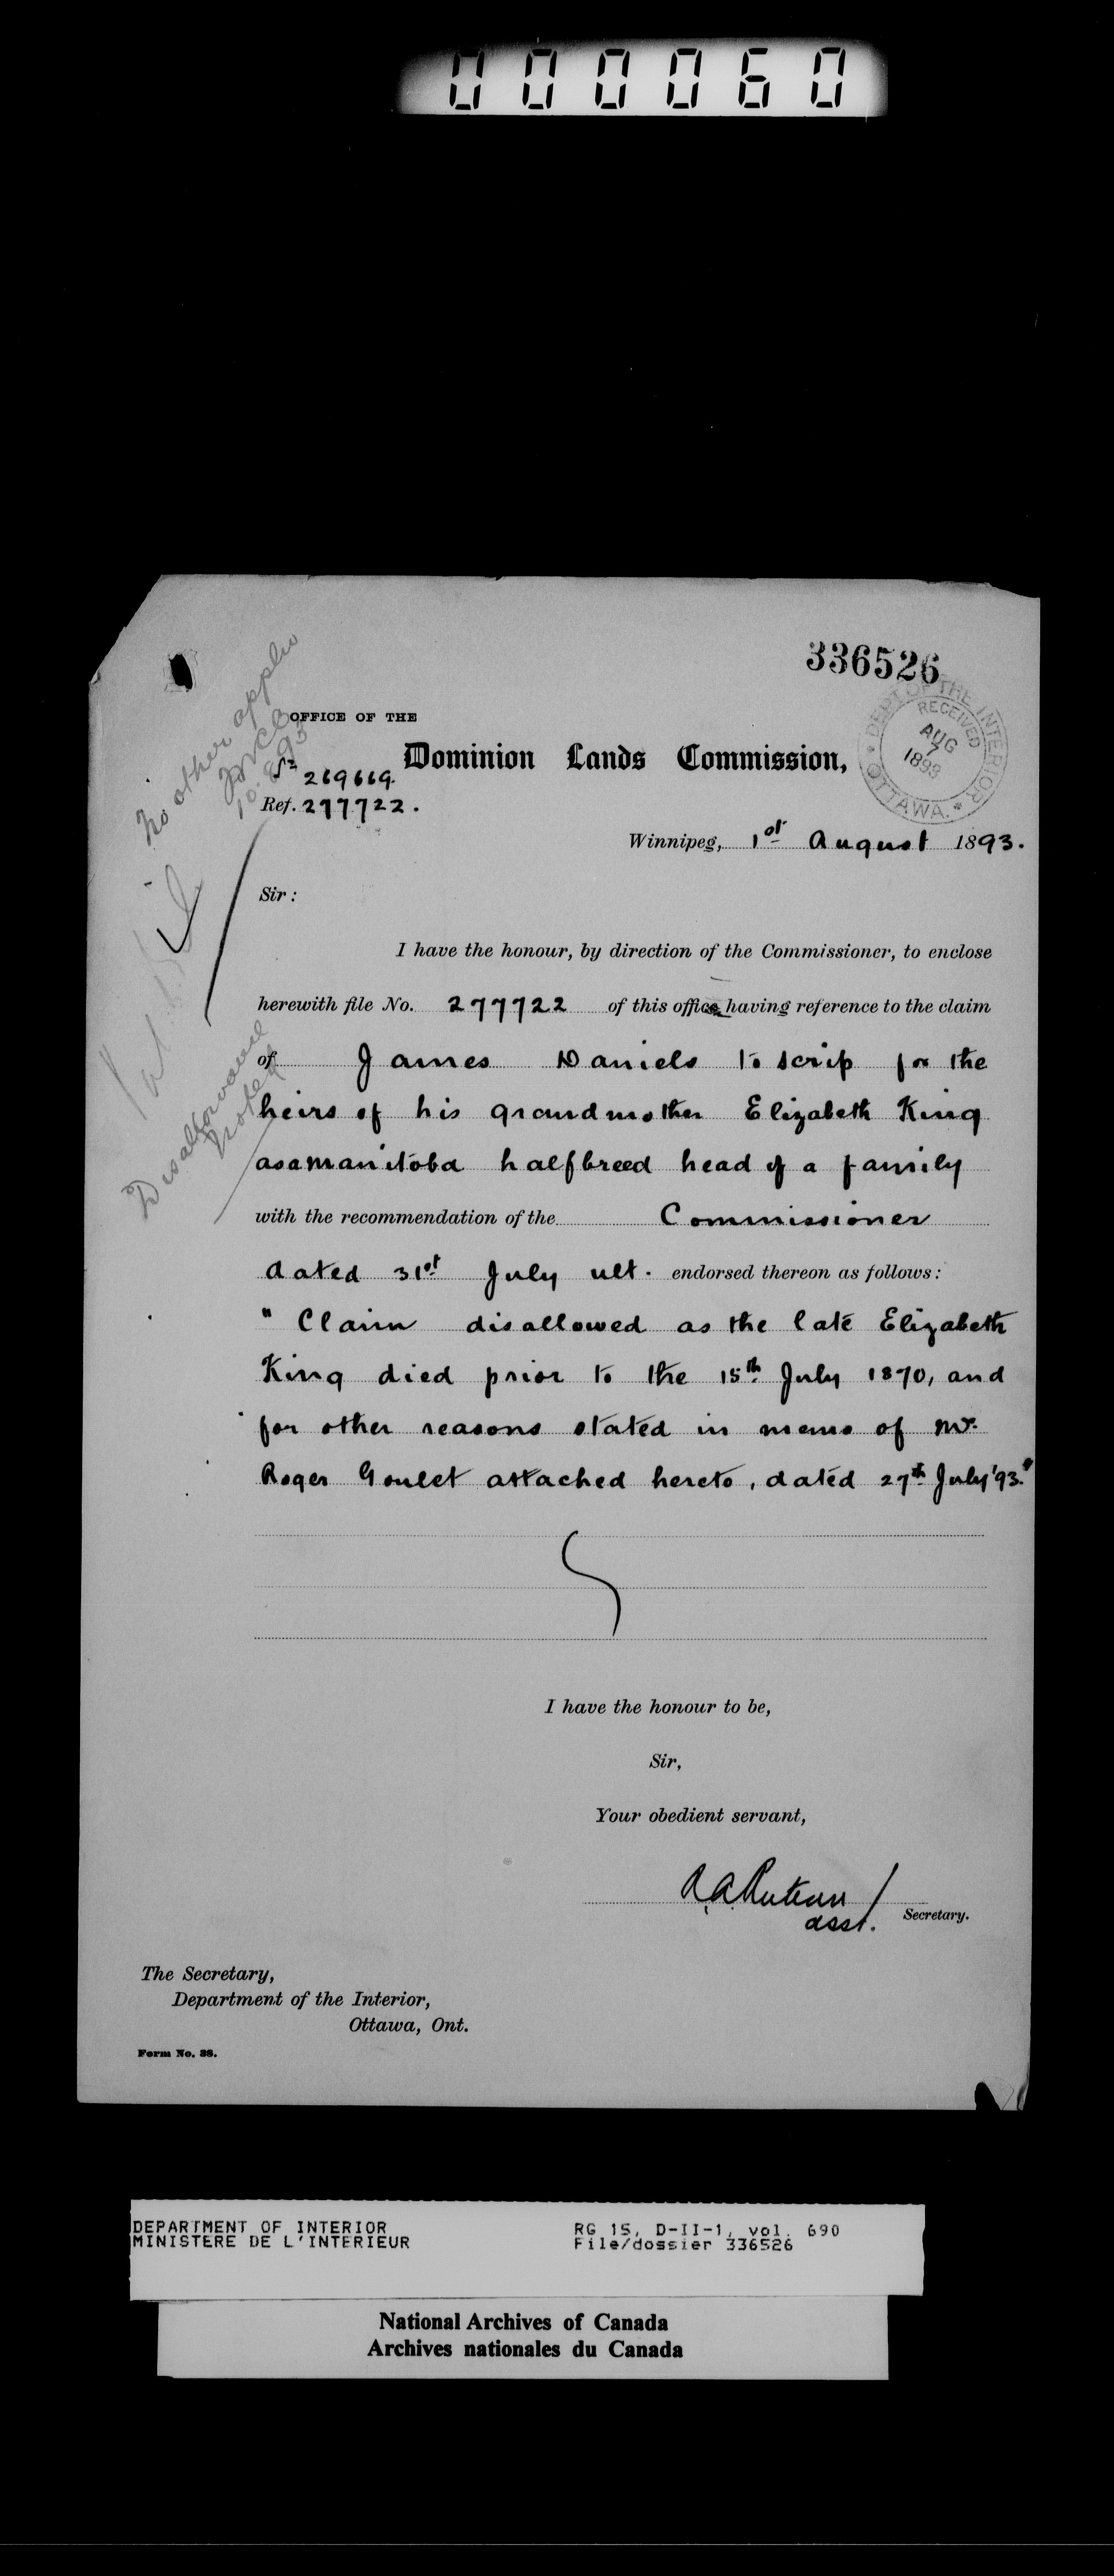 000060
336526
DEPT. OF THE INTERIOR
RECEIVED
AUG
7
1893
OTTAWA.
No other applin
10.8.93
OFFICE OF THE
Dominion Lands Commission,
269669
Ref. 277722.
Winnipeg, 1st August 1893.
Sir:
I have the honour, by direction of the Commissioner, to enclose
herewith file No. 277722 of this office having reference to the claim
of James Daniels to scrip for the
heirs of his grandmother Elizabeth King
as a manitoba halfbreed head of a family
with the recommendation of the Commissioner
dated 31st July ult. endorsed thereon as follows:
" Claim disallowed as the late Elizabeth
King died prior to the 15th July 1870, and
for other reasons stated in memo of Mr.
Roger Goulet attached hereto, dated 27th July '93."
Disallowance
noted
I have the honour to be,
Sir,
Your obedient servant,
R A Ruttan
asst. Secretary.
The Secretary,
Department of the Interior,
Ottawa, Ont.
Form No. 38.
DEPARTMENT OF INTERIOR
MINISTERE DE L'INTERIEUR
RG 15, D-II-1, vol. 690
File/dossier 336526
National Archives of Canada
Archives nationales du Canada